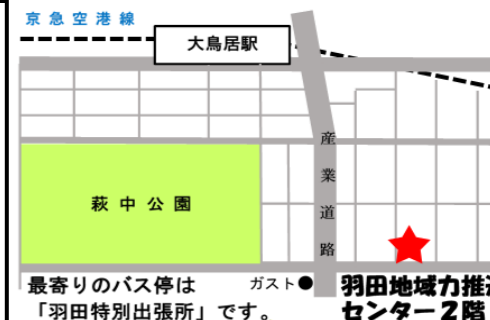 京急空港線
大鳥居駅
産業道路
萩中公園
最寄りのバス停は
「羽田特別出張所」です。
ガスト
羽田地域力推進
センター2階